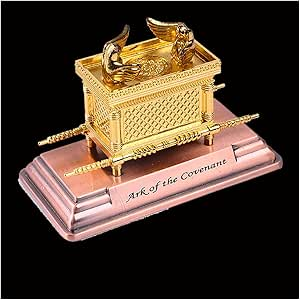 Ark of the Covenant